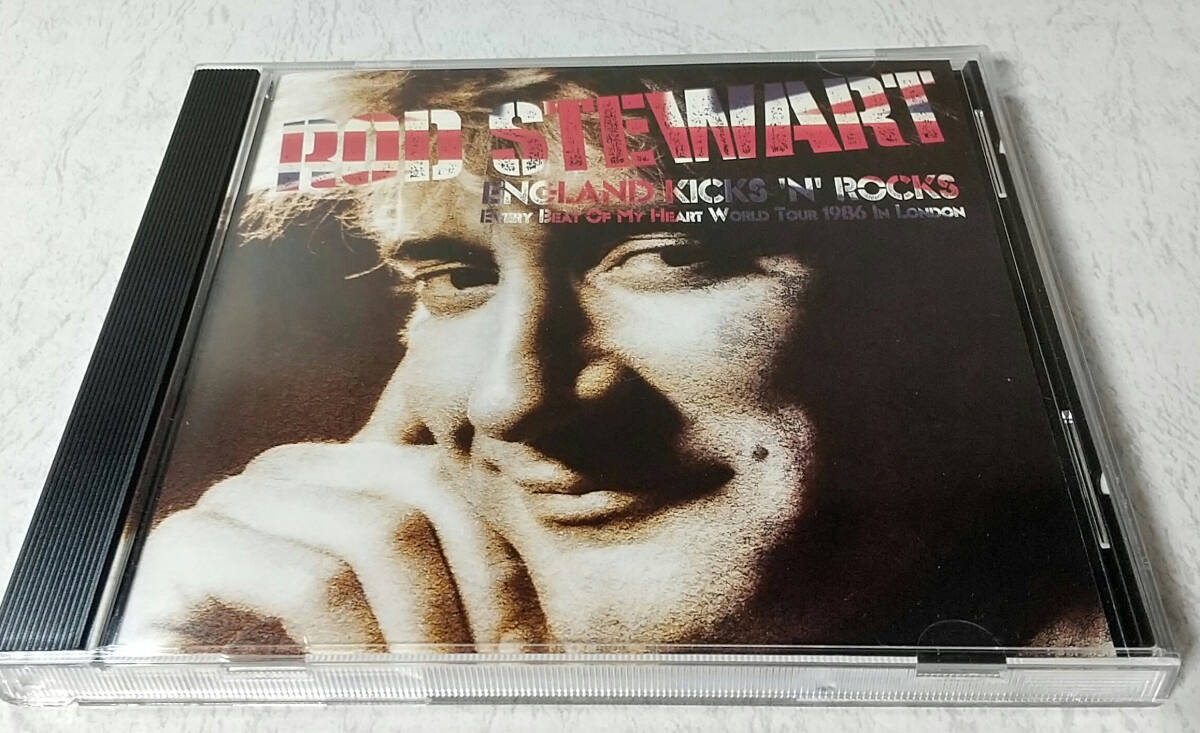 ROD STEWART
ENGLAND KICKS 'N' ROCKS
EVERY BEAT OF MY HEART WORLD TOUR 1986 IN LONDON